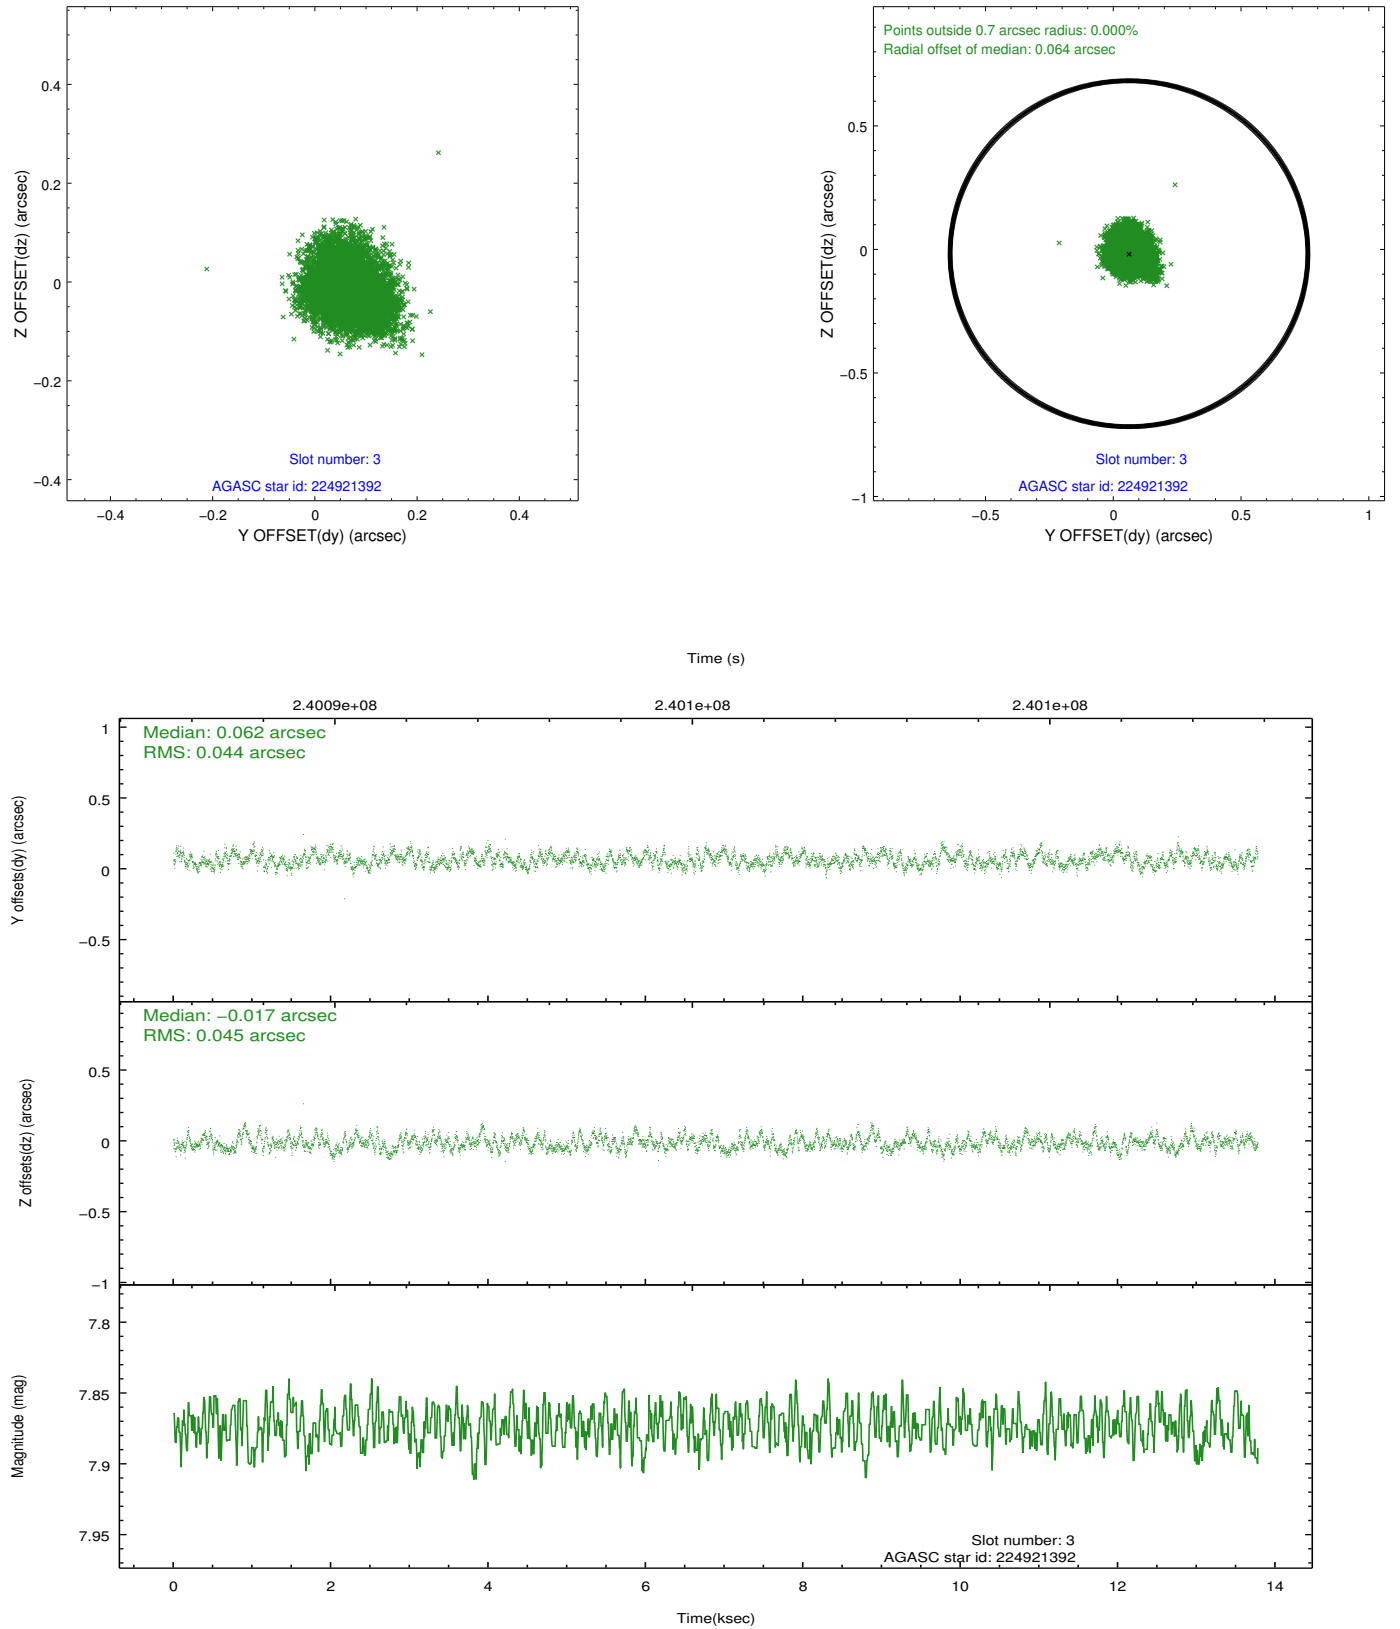 0.4
0.2
0
−0.2
−0.4
Z OFFSET(dz) (arcsec)
Slot number: 3
AGASC star id: 224921392
−0.4 −0.2 0 0.2 0.4
Y OFFSET(dy) (arcsec)
Points outside 0.7 arcsec radius: 0.000%
Radial offset of median: 0.064 arcsec
0.5
0
−0.5
−1
Z OFFSET(dz) (arcsec)
Slot number: 3
AGASC star id: 224921392
−0.5 0 0.5 1
Y OFFSET(dy) (arcsec)
Time (s)
2.4009e+08 2.401e+08 2.401e+08
Median: 0.062 arcsec
RMS: 0.044 arcsec
1
0.5
0
−0.5
Y offsets(dy) (arcsec)
Median: −0.017 arcsec
RMS: 0.045 arcsec
0.5
0
−0.5
−1
Z offsets(dz) (arcsec)
7.8
7.85
7.9
7.95
Magnitude (mag)
Slot number: 3
AGASC star id: 224921392
0 2 4 6 8 10 12 14
Time(ksec)